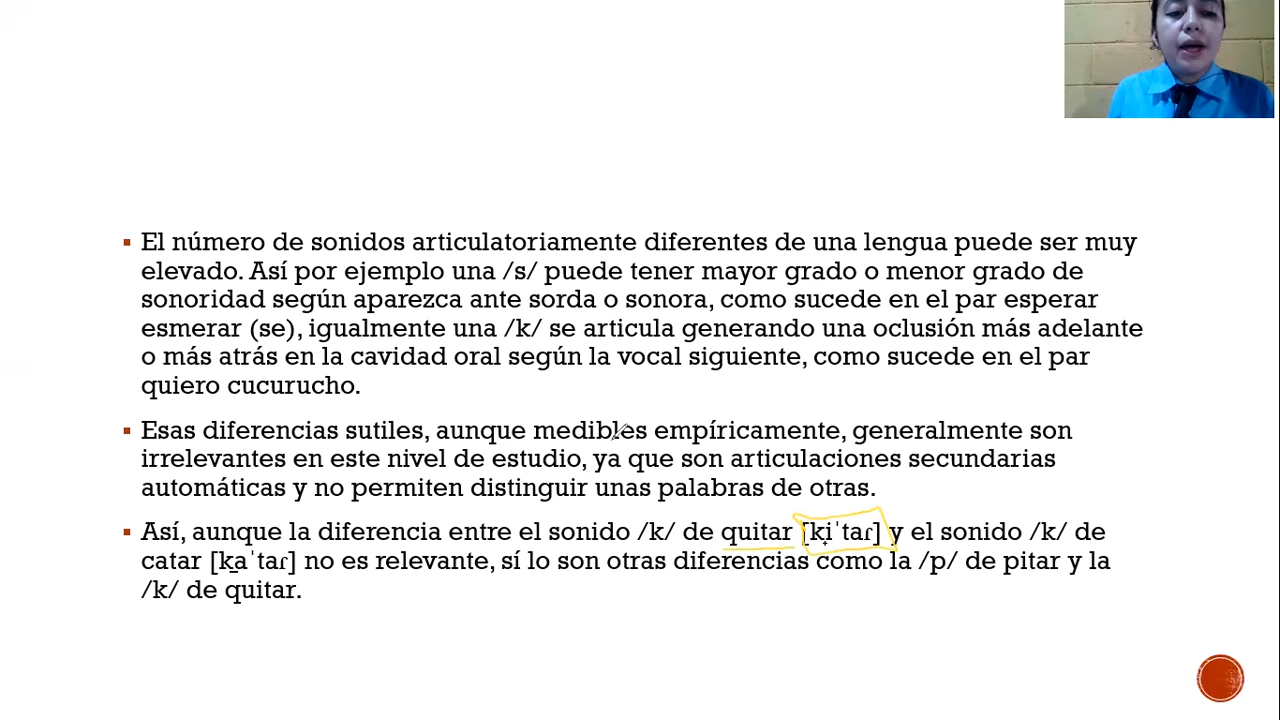 ▪ El número de sonidos articulatoriamente diferentes de una lengua puede ser muy
elevado. Así por ejemplo una /s/ puede tener mayor grado o menor grado de
sonoridad según aparezca ante sorda o sonora, como sucede en el par esperar
esmerar (se), igualmente una /k/ se articula generando una oclusión más adelante
o más atrás en la cavidad oral según la vocal siguiente, como sucede en el par
quiero cucurucho.
▪ Esas diferencias sutiles, aunque medibles empíricamente, generalmente son
irrelevantes en este nivel de estudio, ya que son articulaciones secundarias
automáticas y no permiten distinguir unas palabras de otras.
▪ Así, aunque la diferencia entre el sonido /k/ de quitar [ki̟ˈtaɾ] y el sonido /k/ de
catar [ka̠ˈtaɾ] no es relevante, sí lo son otras diferencias como la /p/ de pitar y la
/k/ de quitar.